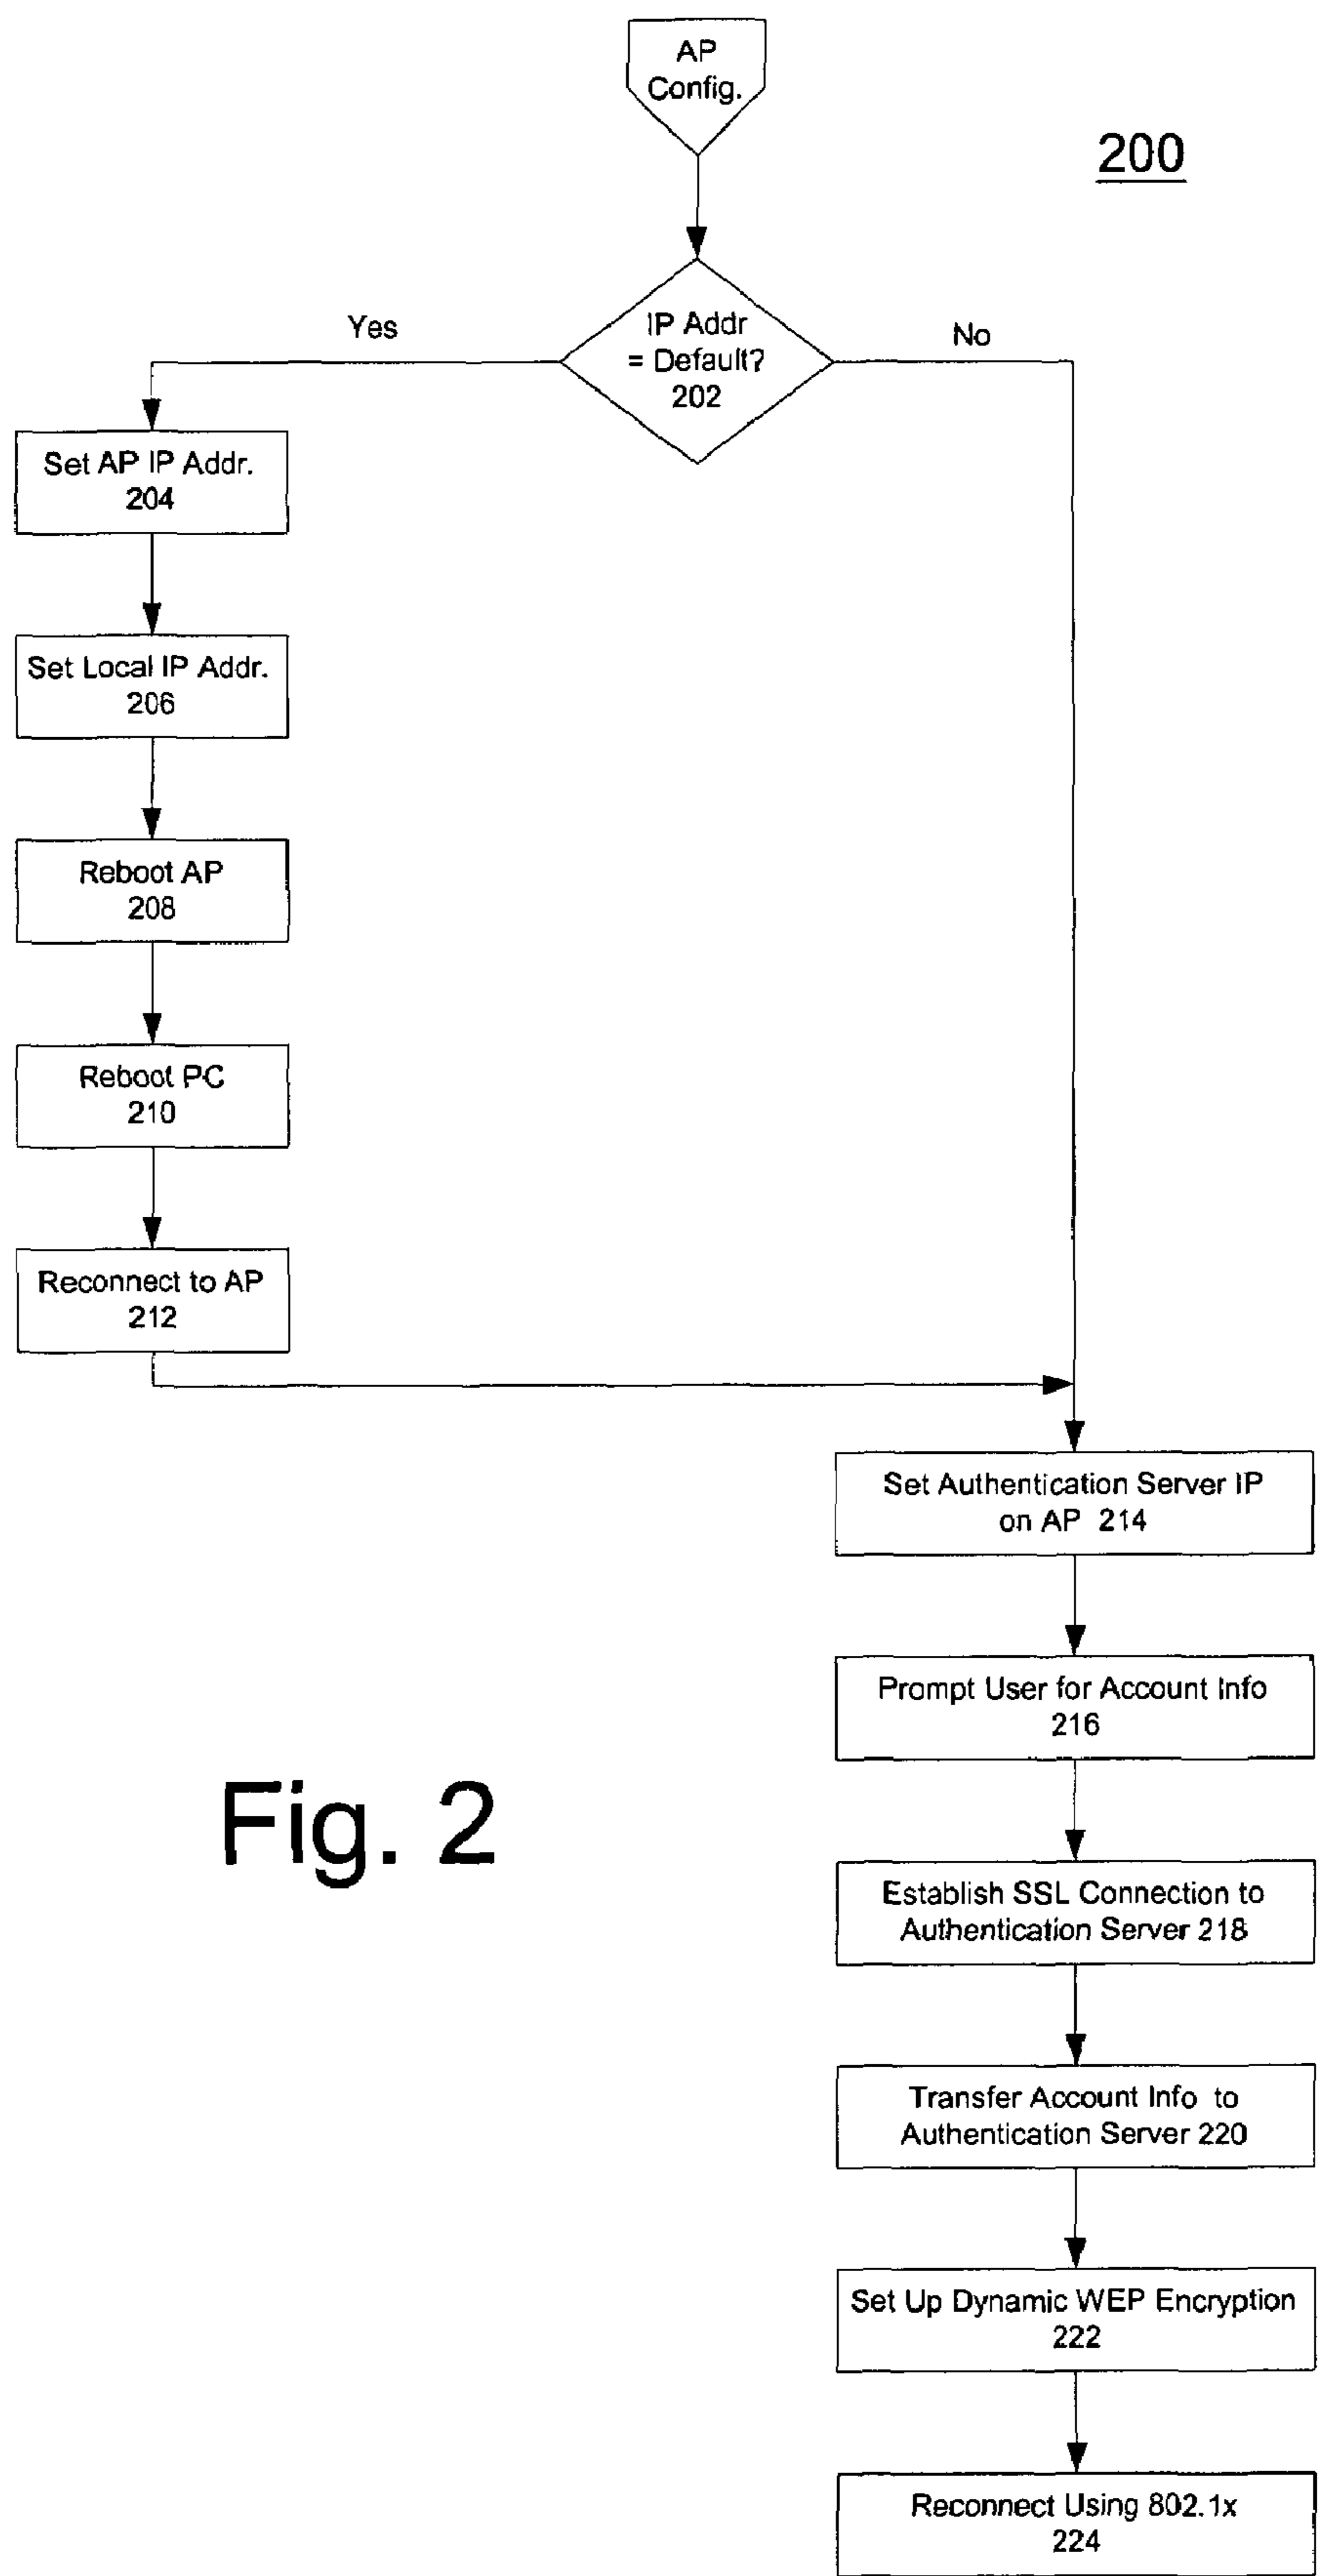 AP
Config.
200
IP Addr
= Default?
202
Yes
No
Set AP IP Addr.
204
Set Local IP Addr.
206
Reboot AP
208
Reboot PC
210
Reconnect to AP
212
Set Authentication Server IP
on AP 214
Prompt User for Account Info
216
Establish SSL Connection to
Authentication Server 218
Transfer Account Info to
Authentication Server 220
Set Up Dynamic WEP Encryption
222
Reconnect Using 802.1x
224
Fig. 2